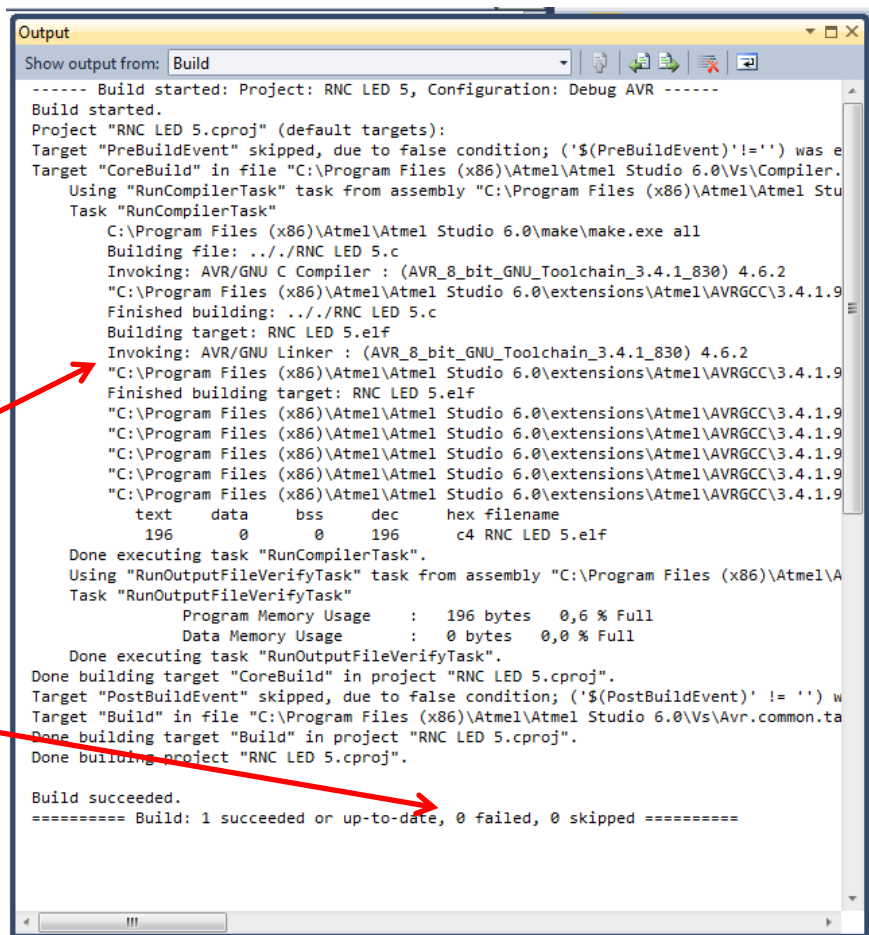 Output
Show output from: Build
------ Build started: Project: RNC LED 5, Configuration: Debug AVR ------
Build started.
Project "RNC LED 5.cproj" (default targets):
Target "PreBuildEvent" skipped, due to false condition; ('$(PreBuildEvent)'!='') was e
Target "CoreBuild" in file "C:\Program Files (x86)\Atmel\Atmel Studio 6.0\Vs\Compiler.
Using "RunCompilerTask" task from assembly "C:\Program Files (x86)\Atmel\Atmel Stu
Task "RunCompilerTask"
C:\Program Files (x86)\Atmel\Atmel Studio 6.0\make\make.exe all
Building file: .././RNC LED 5.c
Invoking: AVR/GNU C Compiler : (AVR_8_bit_GNU_Toolchain_3.4.1_830) 4.6.2
"C:\Program Files (x86)\Atmel\Atmel Studio 6.0\extensions\Atmel\AVRGCC\3.4.1.9
Finished building: .././RNC LED 5.c
Building target: RNC LED 5.elf
Invoking: AVR/GNU Linker : (AVR_8_bit_GNU_Toolchain_3.4.1_830) 4.6.2
"C:\Program Files (x86)\Atmel\Atmel Studio 6.0\extensions\Atmel\AVRGCC\3.4.1.9
Finished building target: RNC LED 5.elf
"C:\Program Files (x86)\Atmel\Atmel Studio 6.0\extensions\Atmel\AVRGCC\3.4.1.9
"C:\Program Files (x86)\Atmel\Atmel Studio 6.0\extensions\Atmel\AVRGCC\3.4.1.9
"C:\Program Files (x86)\Atmel\Atmel Studio 6.0\extensions\Atmel\AVRGCC\3.4.1.9
"C:\Program Files (x86)\Atmel\Atmel Studio 6.0\extensions\Atmel\AVRGCC\3.4.1.9
"C:\Program Files (x86)\Atmel\Atmel Studio 6.0\extensions\Atmel\AVRGCC\3.4.1.9
text data bss dec hex filename
196 0 0 196 c4 RNC LED 5.elf
Done executing task "RunCompilerTask".
Using "RunOutputFileVerifyTask" task from assembly "C:\Program Files (x86)\Atmel\A
Task "RunOutputFileVerifyTask"
Program Memory Usage : 196 bytes 0,6 % Full
Data Memory Usage : 0 bytes 0,0 % Full
Done executing task "RunOutputFileVerifyTask".
Done building target "CoreBuild" in project "RNC LED 5.cproj".
Target "PostBuildEvent" skipped, due to false condition; ('$(PostBuildEvent)' != '') w
Target "Build" in file "C:\Program Files (x86)\Atmel\Atmel Studio 6.0\Vs\Avr.common.ta
Done building target "Build" in project "RNC LED 5.cproj".
Done building project "RNC LED 5.cproj".
Build succeeded.
========== Build: 1 succeeded or up-to-date, 0 failed, 0 skipped ==========